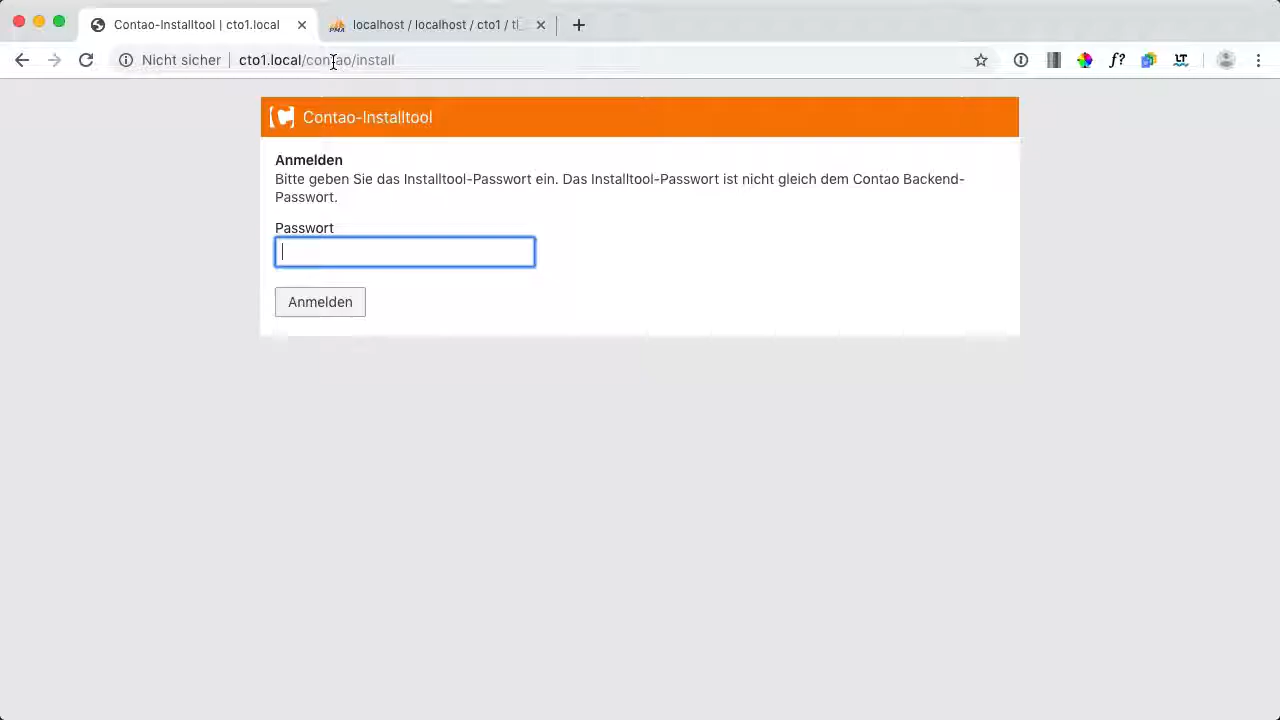 Contao-Installtool | cto1.local
localhost / localhost / cto1 /
Nicht sicher | cto1.local/contao/install
f?
LT
Contao-Installtool
Anmelden
Bitte geben Sie das Installtool-Passwort ein. Das Installtool-Passwort ist nicht gleich dem Contao Backend-
Passwort.
Passwort
Anmelden